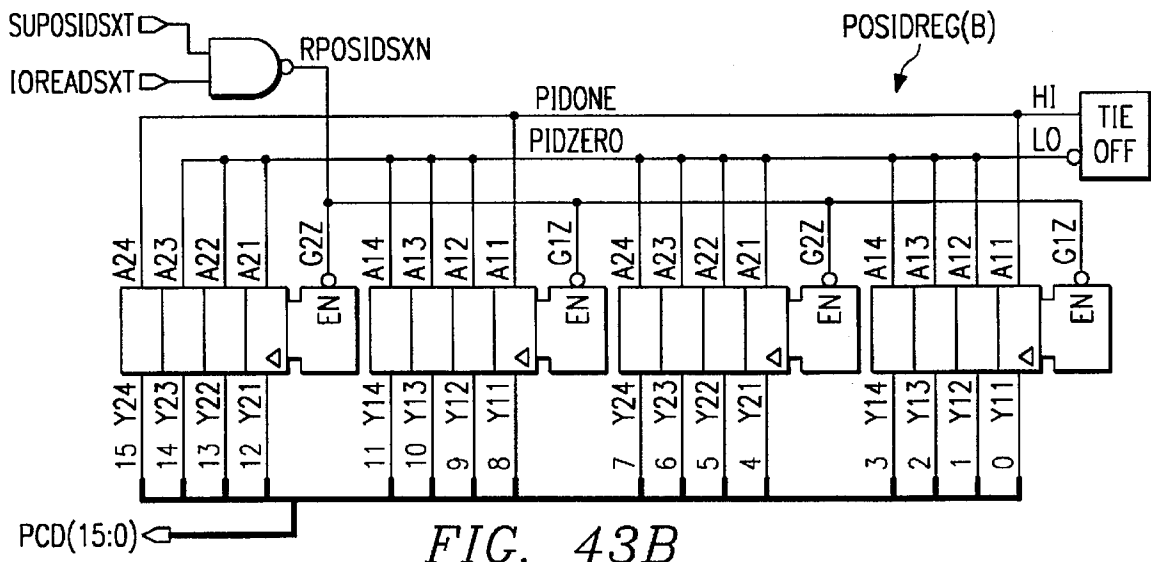 SUPOSIDSXT
IOREADSXT
RPOSIDSXN
POSIDREG(B)
PIDONE
PIDZERO
HI
LO
TIE
OFF
A24 A23 A22 A21 G2Z A14 A13 A12 A11 G1Z A24 A23 A22 A21 G2Z A14 A13 A12 A11 G1Z
EN EN EN EN
Y24 Y23 Y22 Y21 Y14 Y13 Y12 Y11 Y24 Y23 Y22 Y21 Y14 Y13 Y12 Y11
15 14 13 12 11 10 9 8 7 6 5 4 3 2 1 0
PCD(15:0)
FIG. 43B